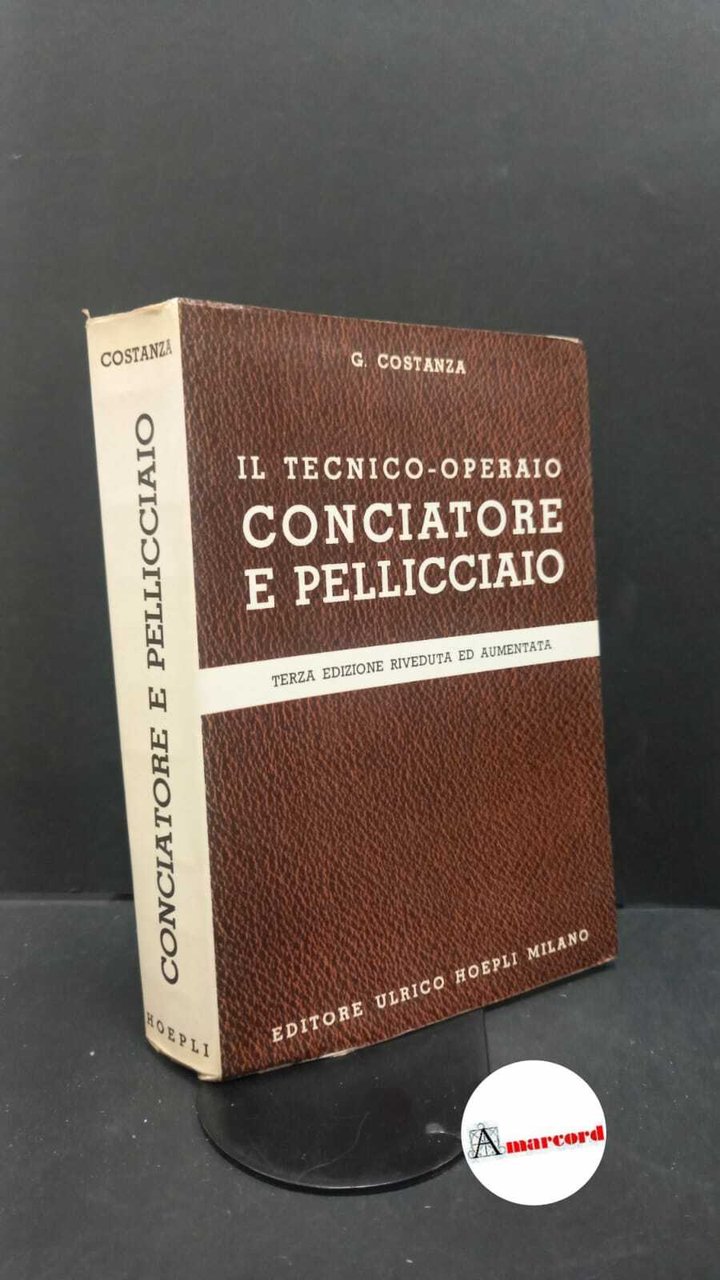 COSTANZA
CONCIATORE E PELLICCIAIO
HOEPLI
G. COSTANZA
IL TECNICO-OPERAIO
CONCIATORE
E PELLICCIAIO
TERZA EDIZIONE RIVEDUTA ED AUMENTATA
EDITORE ULRICO HOEPLI MILANO
Amarcord